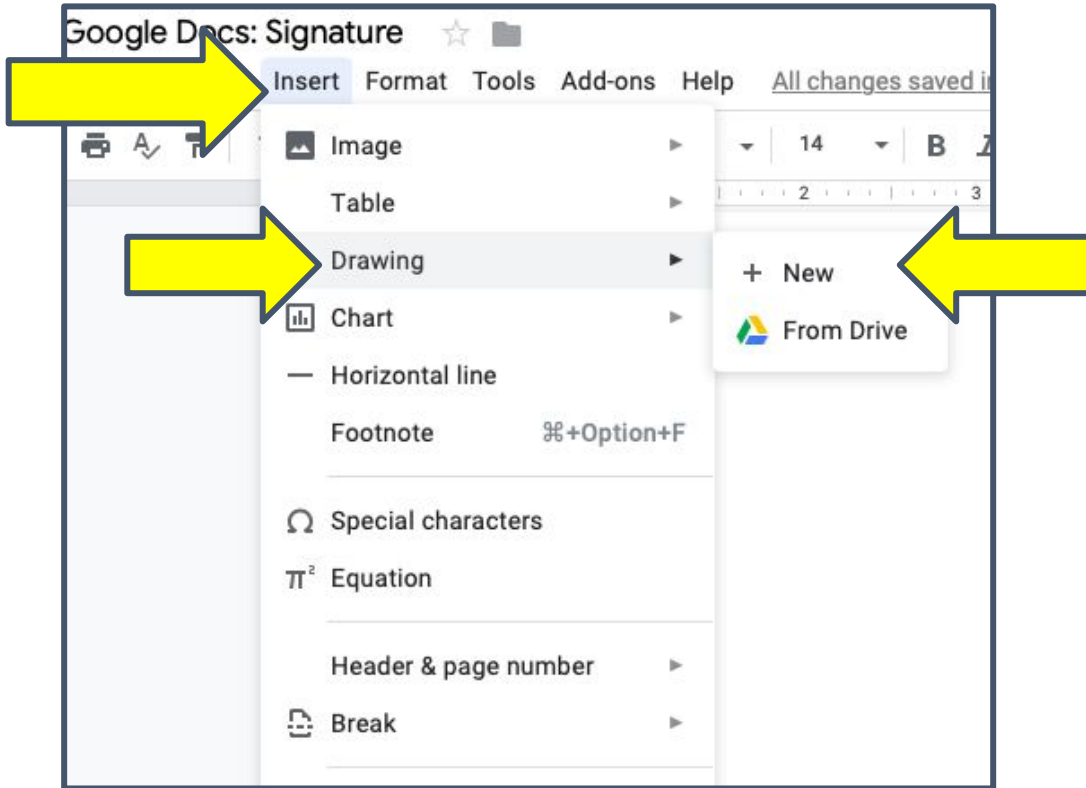 Google Docs: Signature
Insert Format Tools Add-ons Help All changes saved
14 B I
2 3
Image
Table
Drawing
+ New
Chart
From Drive
Horizontal line
Footnote ⌘+Option+F
Ω Special characters
π² Equation
Header & page number
Break